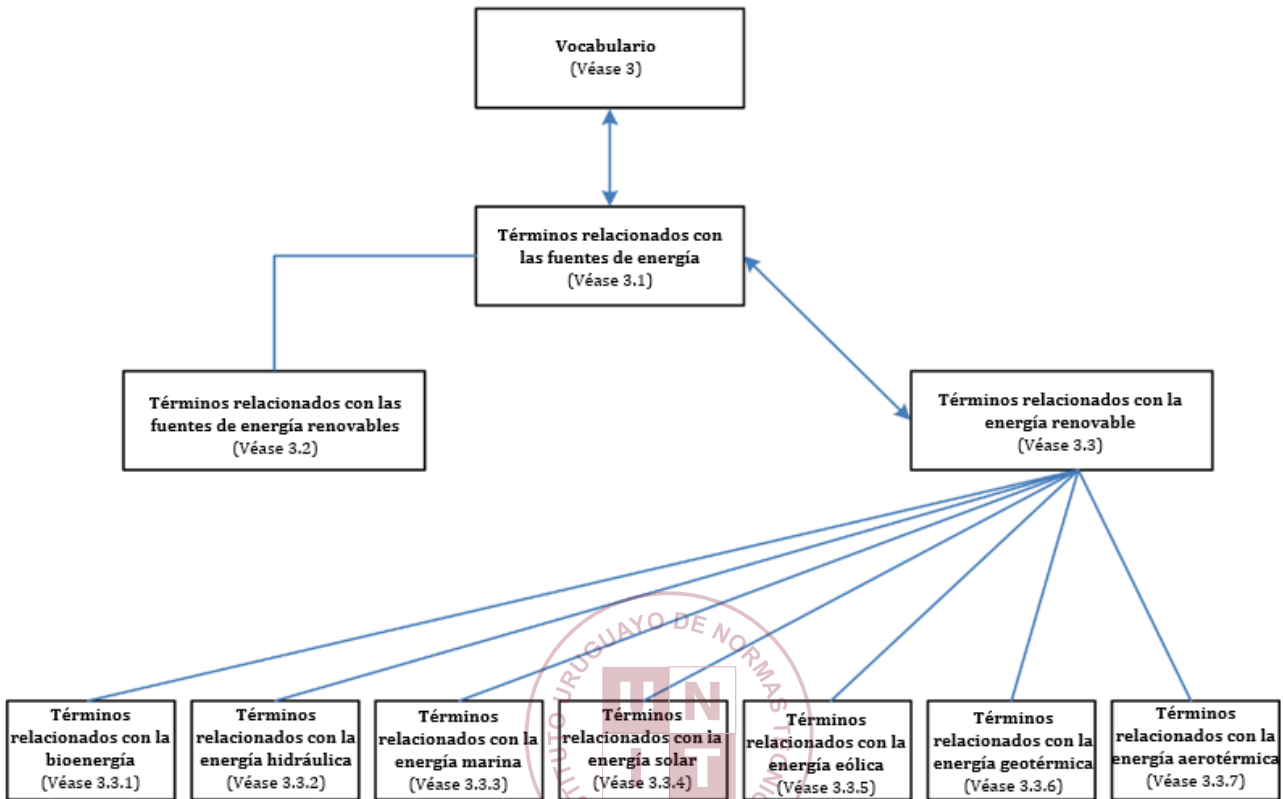 Vocabulario
(Véase 3)
Términos relacionados con
las fuentes de energía
(Véase 3.1)
Términos relacionados con las
fuentes de energía renovables
(Véase 3.2)
Términos relacionados con la
energía renovable
(Véase 3.3)
Términos
relacionados con la
bioenergía
(Véase 3.3.1)
Términos
relacionados con la
energía hidráulica
(Véase 3.3.2)
Términos
relacionados con la
energía marina
(Véase 3.3.3)
Términos
relacionados con la
energía solar
(Véase 3.3.4)
Términos
relacionados con la
energía eólica
(Véase 3.3.5)
Términos
relacionados con la
energía geotérmica
(Véase 3.3.6)
Términos
relacionados con la
energía aerotérmica
(Véase 3.3.7)
URUGUAYO DE NORMAS
UNIT